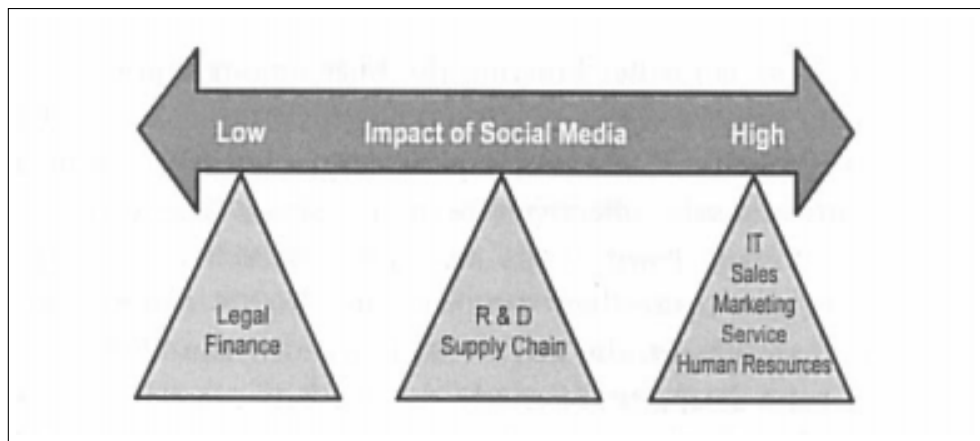 Low Impact of Social Media High
Legal
Finance
R & D
Supply Chain
IT
Sales
Marketing
Service
Human Resources